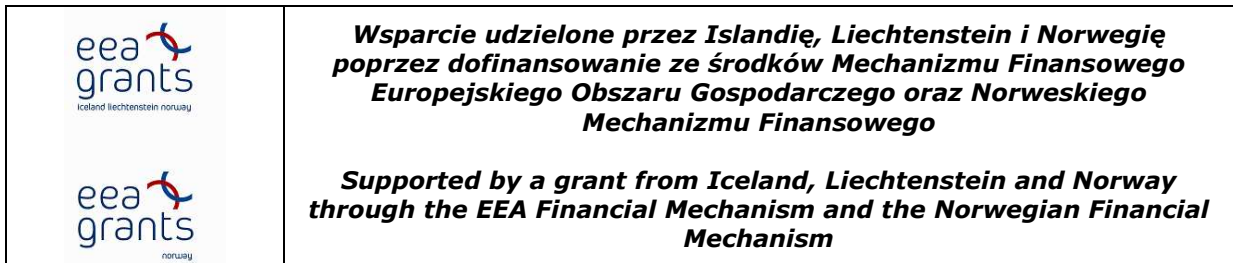 eea
grants
iceland liechtenstein norway
eea
grants
norway
Wsparcie udzielone przez Islandię, Liechtenstein i Norwegię
poprzez dofinansowanie ze środków Mechanizmu Finansowego
Europejskiego Obszaru Gospodarczego oraz Norweskiego
Mechanizmu Finansowego
Supported by a grant from Iceland, Liechtenstein and Norway
through the EEA Financial Mechanism and the Norwegian Financial
Mechanism